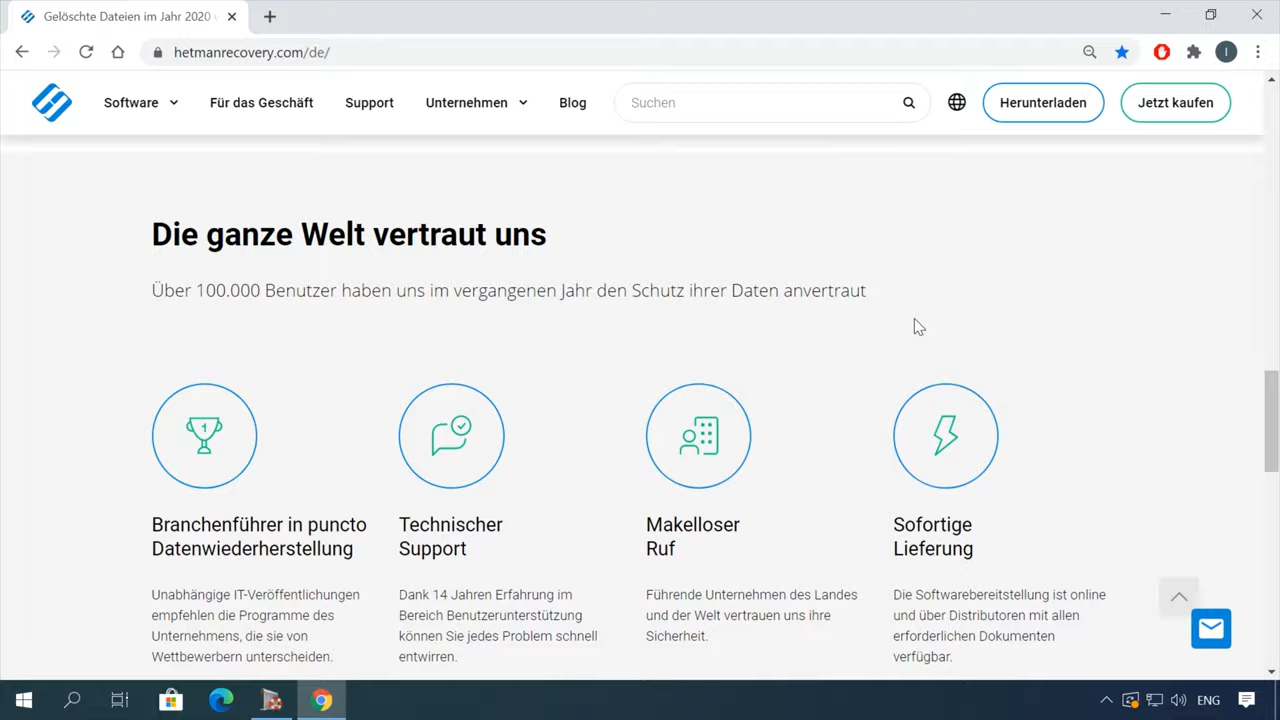 Gelöschte Dateien im Jahr 2020
hetmanrecovery.com/de/
Software
Für das Geschäft
Support
Unternehmen
Blog
Suchen
Herunterladen
Jetzt kaufen
Die ganze Welt vertraut uns
Über 100.000 Benutzer haben uns im vergangenen Jahr den Schutz ihrer Daten anvertraut
1
Branchenführer in puncto
Datenwiederherstellung
Unabhängige IT-Veröffentlichungen
empfehlen die Programme des
Unternehmens, die sie von
Wettbewerbern unterscheiden.
Technischer
Support
Dank 14 Jahren Erfahrung im
Bereich Benutzerunterstützung
können Sie jedes Problem schnell
entwirren.
Makelloser
Ruf
Führende Unternehmen des Landes
und der Welt vertrauen uns ihre
Sicherheit.
Sofortige
Lieferung
Die Softwarebereitstellung ist online
und über Distributoren mit allen
erforderlichen Dokumenten
verfügbar.
I
ENG